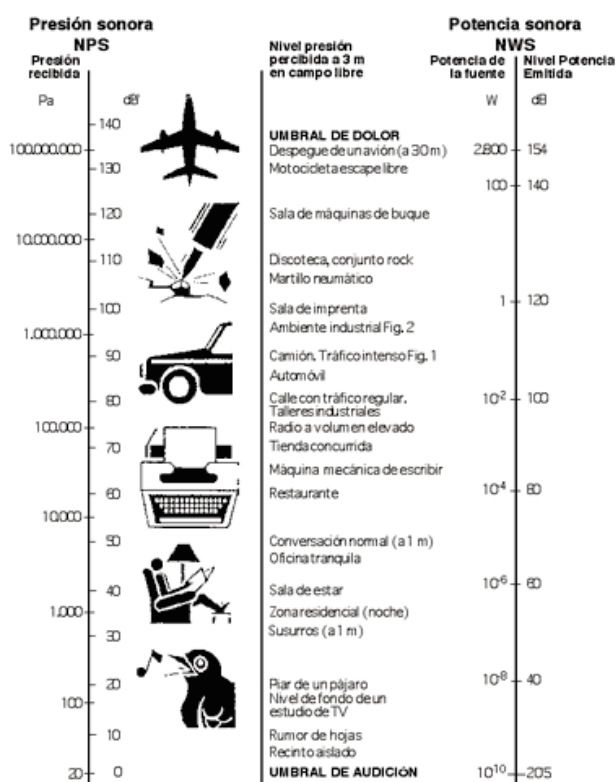 Presión sonora
NPS
Presión
recibida
Pa
dB
Nivel presión
percibida a 3 m
en campo libre
Potencia sonora
NWS
Potencia de
la fuente
Nivel Potencia
Emitida
W
dB
140
UMBRAL DE DOLOR
100.000.000
Despegue de un avión (a 30 m)
2.800
154
130
Motocicleta escape libre
100
140
120
Sala de máquinas de buque
10.000.000
110
Discoteca, conjunto rock
Martillo neumático
100
Sala de imprenta
1
120
1.000.000
Ambiente industrial Fig. 2
90
Camión. Tráfico intenso Fig. 1
Automóvil
80
Calle con tráfico regular.
10-2
100
Talleres industriales
100.000
Radio a volumen elevado
70
Tienda concurrida
Máquina mecánica de escribir
60
Restaurante
10-4
80
10.000
50
Conversación normal (a 1 m)
Oficina tranquila
40
Sala de estar
10-6
60
1.000
Zona residencial (noche)
30
Susurros (a 1 m)
20
Piar de un pájaro
10-8
40
100
Nivel de fondo de un
estudio de TV
10
Rumor de hojas
Recinto aislado
20
0
UMBRAL DE AUDICIÓN
1010
205